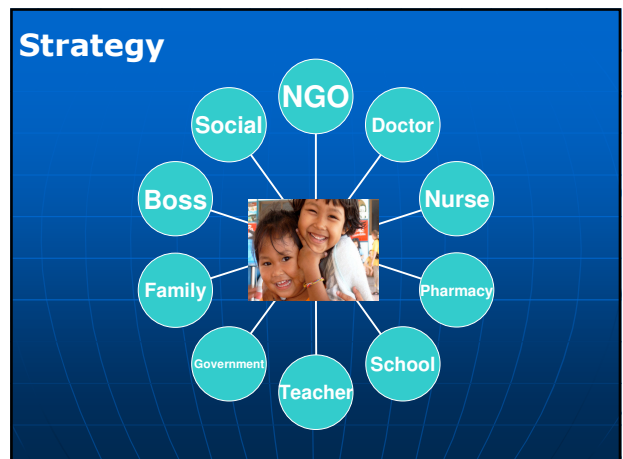 Strategy
NGO
Doctor
Nurse
Pharmacy
School
Teacher
Government
Family
Boss
Social